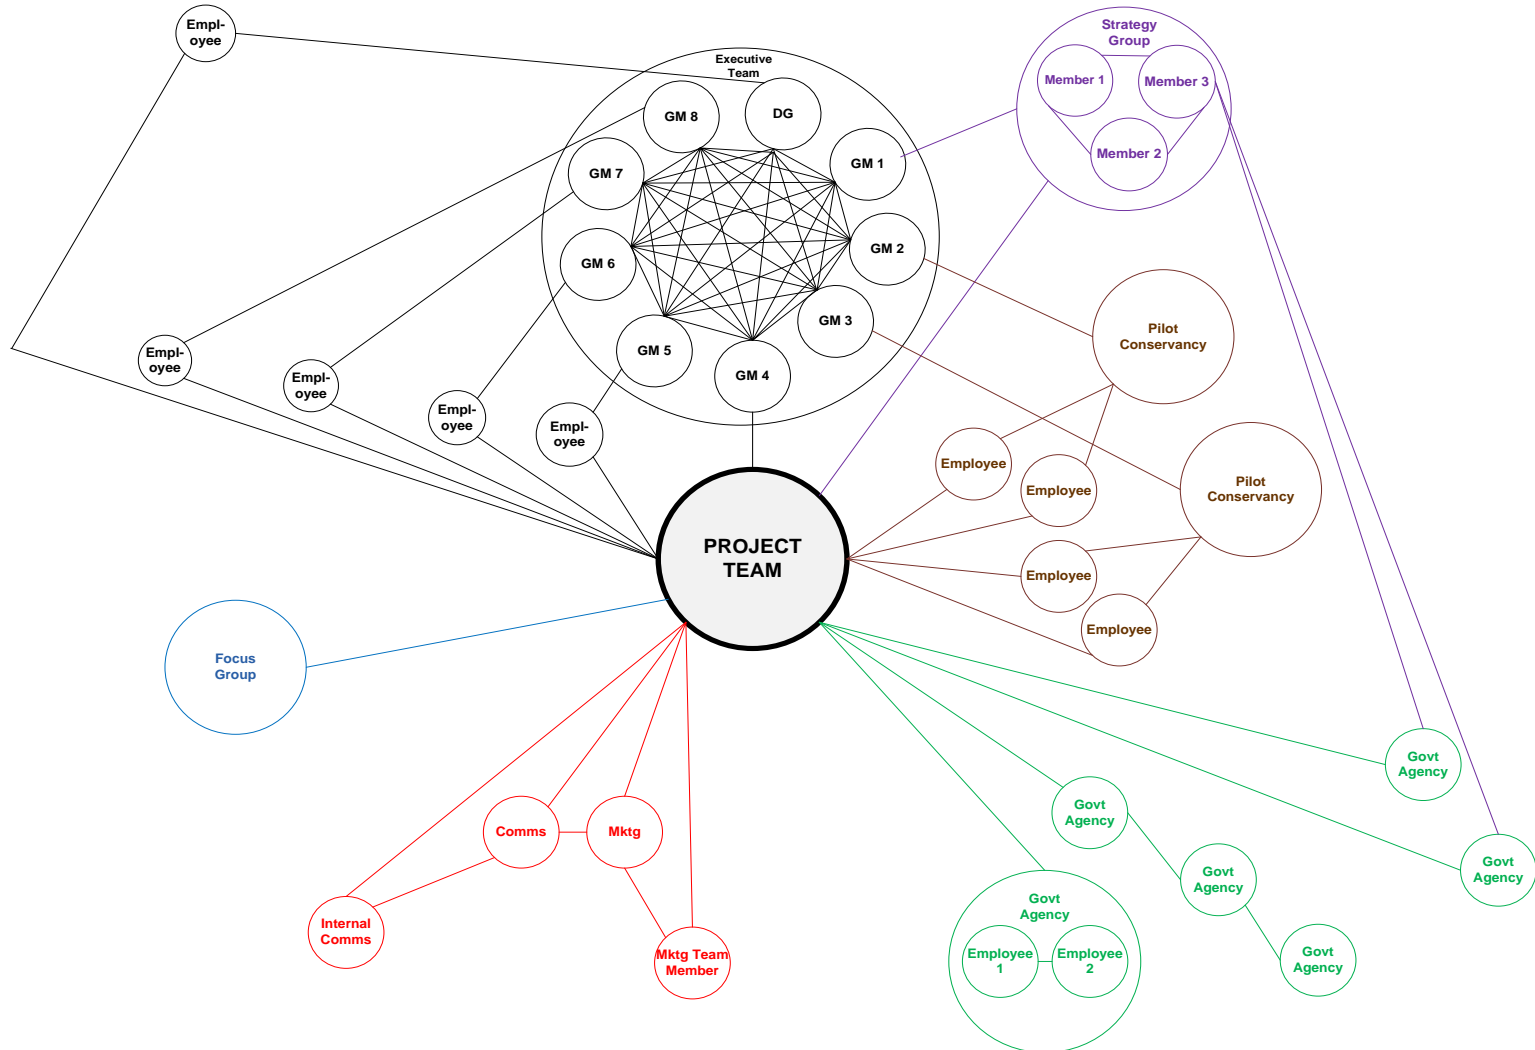 Empl-
oyee
Executive
Team
Strategy
Group
Member 1
Member 3
Member 2
GM 8
DG
GM 1
GM 7
GM 2
GM 6
GM 3
GM 5
GM 4
Pilot
Conservancy
Empl-
oyee
Empl-
oyee
Empl-
oyee
Empl-
oyee
Employee
Employee
Pilot
Conservancy
PROJECT
TEAM
Employee
Employee
Focus
Group
Govt
Agency
Comms
Mktg
Govt
Agency
Govt
Agency
Govt
Agency
Internal
Comms
Mktg Team
Member
Govt
Agency
Employee
1
Employee
2
Govt
Agency